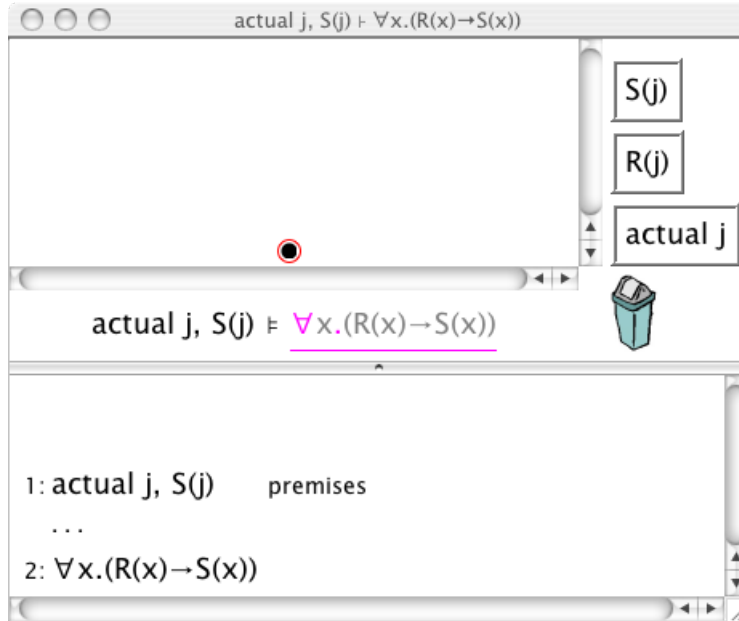 actual j, S(j) ⊢ ∀x.(R(x)→S(x))
S(j)
R(j)
actual j
actual j, S(j) ⊨ ∀x.(R(x)→S(x))
1: actual j, S(j) premises
...
2: ∀x.(R(x)→S(x))